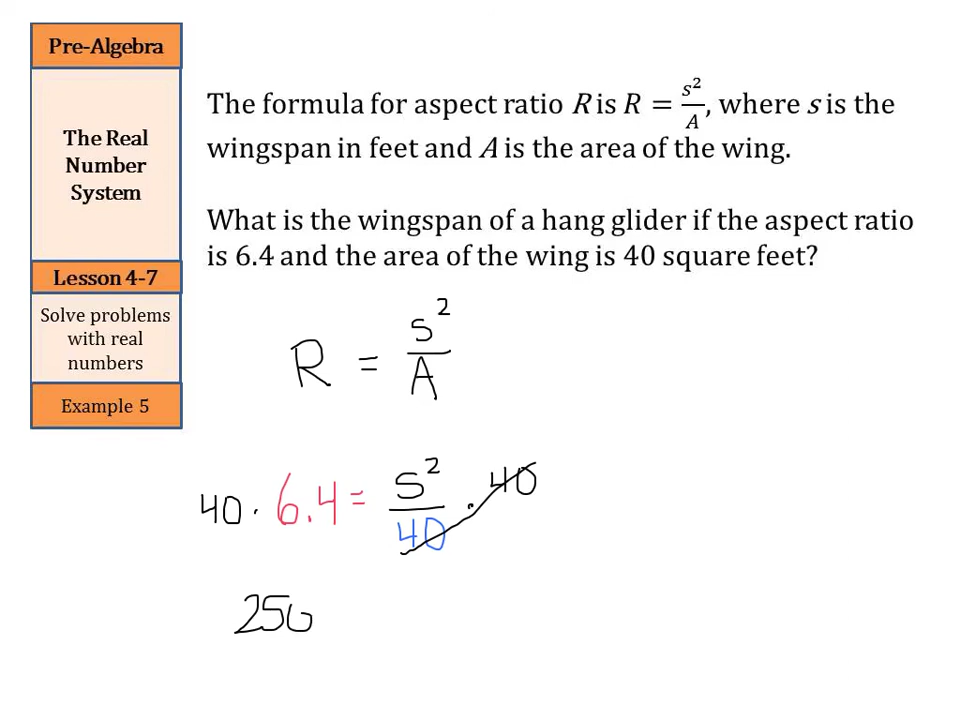 Pre-Algebra
The Real
Number
System
Lesson 4-7
Solve problems
with real
numbers
Example 5
The formula for aspect ratio R is R = s²/A, where s is the
wingspan in feet and A is the area of the wing.
What is the wingspan of a hang glider if the aspect ratio
is 6.4 and the area of the wing is 40 square feet?
R = s²/A
40 · 6.4 = s²/40 · 40
256